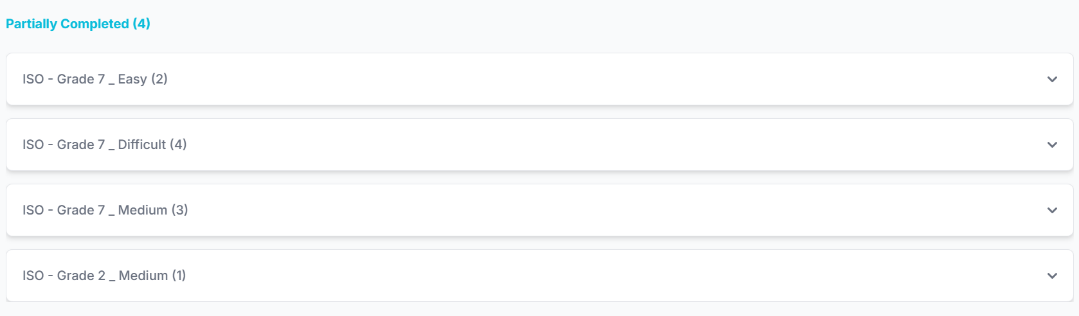 Partially Completed (4)
ISO - Grade 7 _ Easy (2)
ISO - Grade 7 _ Difficult (4)
ISO - Grade 7 _ Medium (3)
ISO - Grade 2 _ Medium (1)